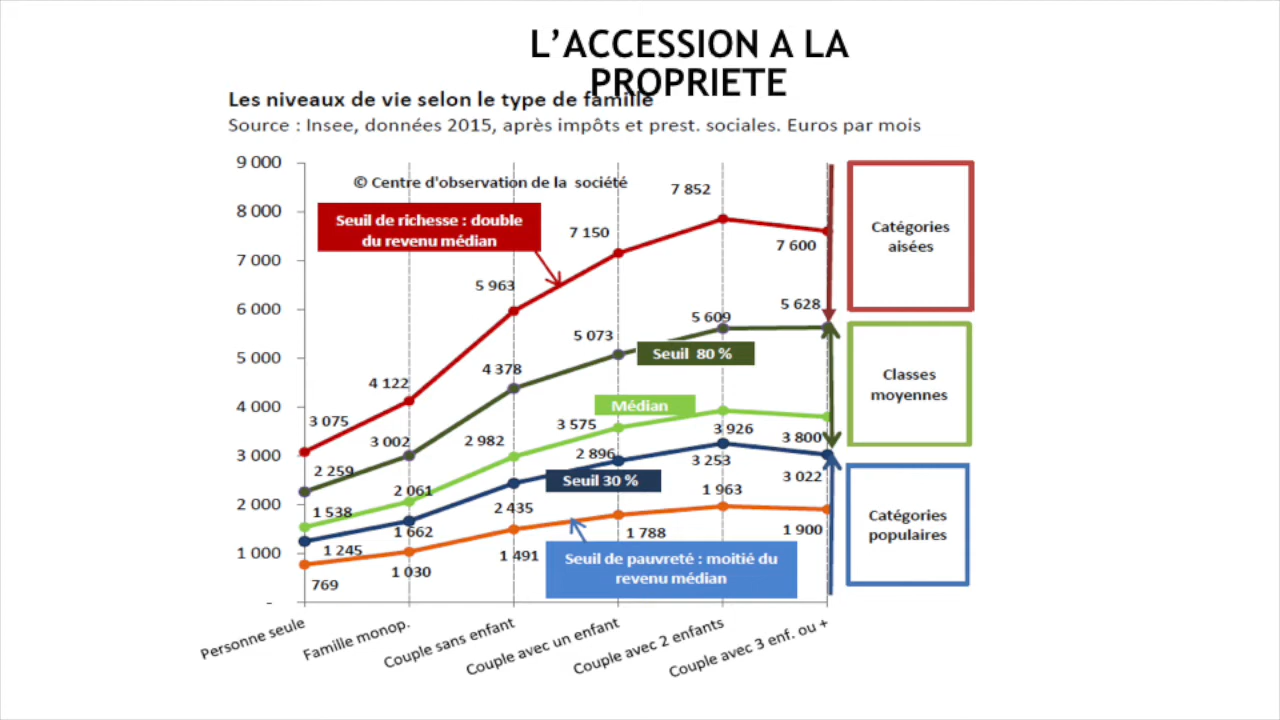 L’ACCESSION A LA
PROPRIETE
Les niveaux de vie selon le type de famille
Source : Insee, données 2015, après impôts et prest. sociales. Euros par mois
9 000
8 000
7 000
6 000
5 000
4 000
3 000
2 000
1 000
-
© Centre d'observation de la société
Seuil de richesse : double
du revenu médian
3 075
4 122
5 963
7 150
7 852
7 600
2 259
3 002
4 378
5 073
5 609
5 628
Seuil 80 %
1 538
2 061
2 982
3 575
3 926
3 800
Médian
1 245
1 662
2 435
2 896
3 253
3 022
Seuil 30 %
769
1 030
1 491
1 788
1 963
1 900
Seuil de pauvreté : moitié du
revenu médian
Catégories
aisées
Classes
moyennes
Catégories
populaires
Personne seule
Famille monop.
Couple sans enfant
Couple avec un enfant
Couple avec 2 enfants
Couple avec 3 enf. ou +